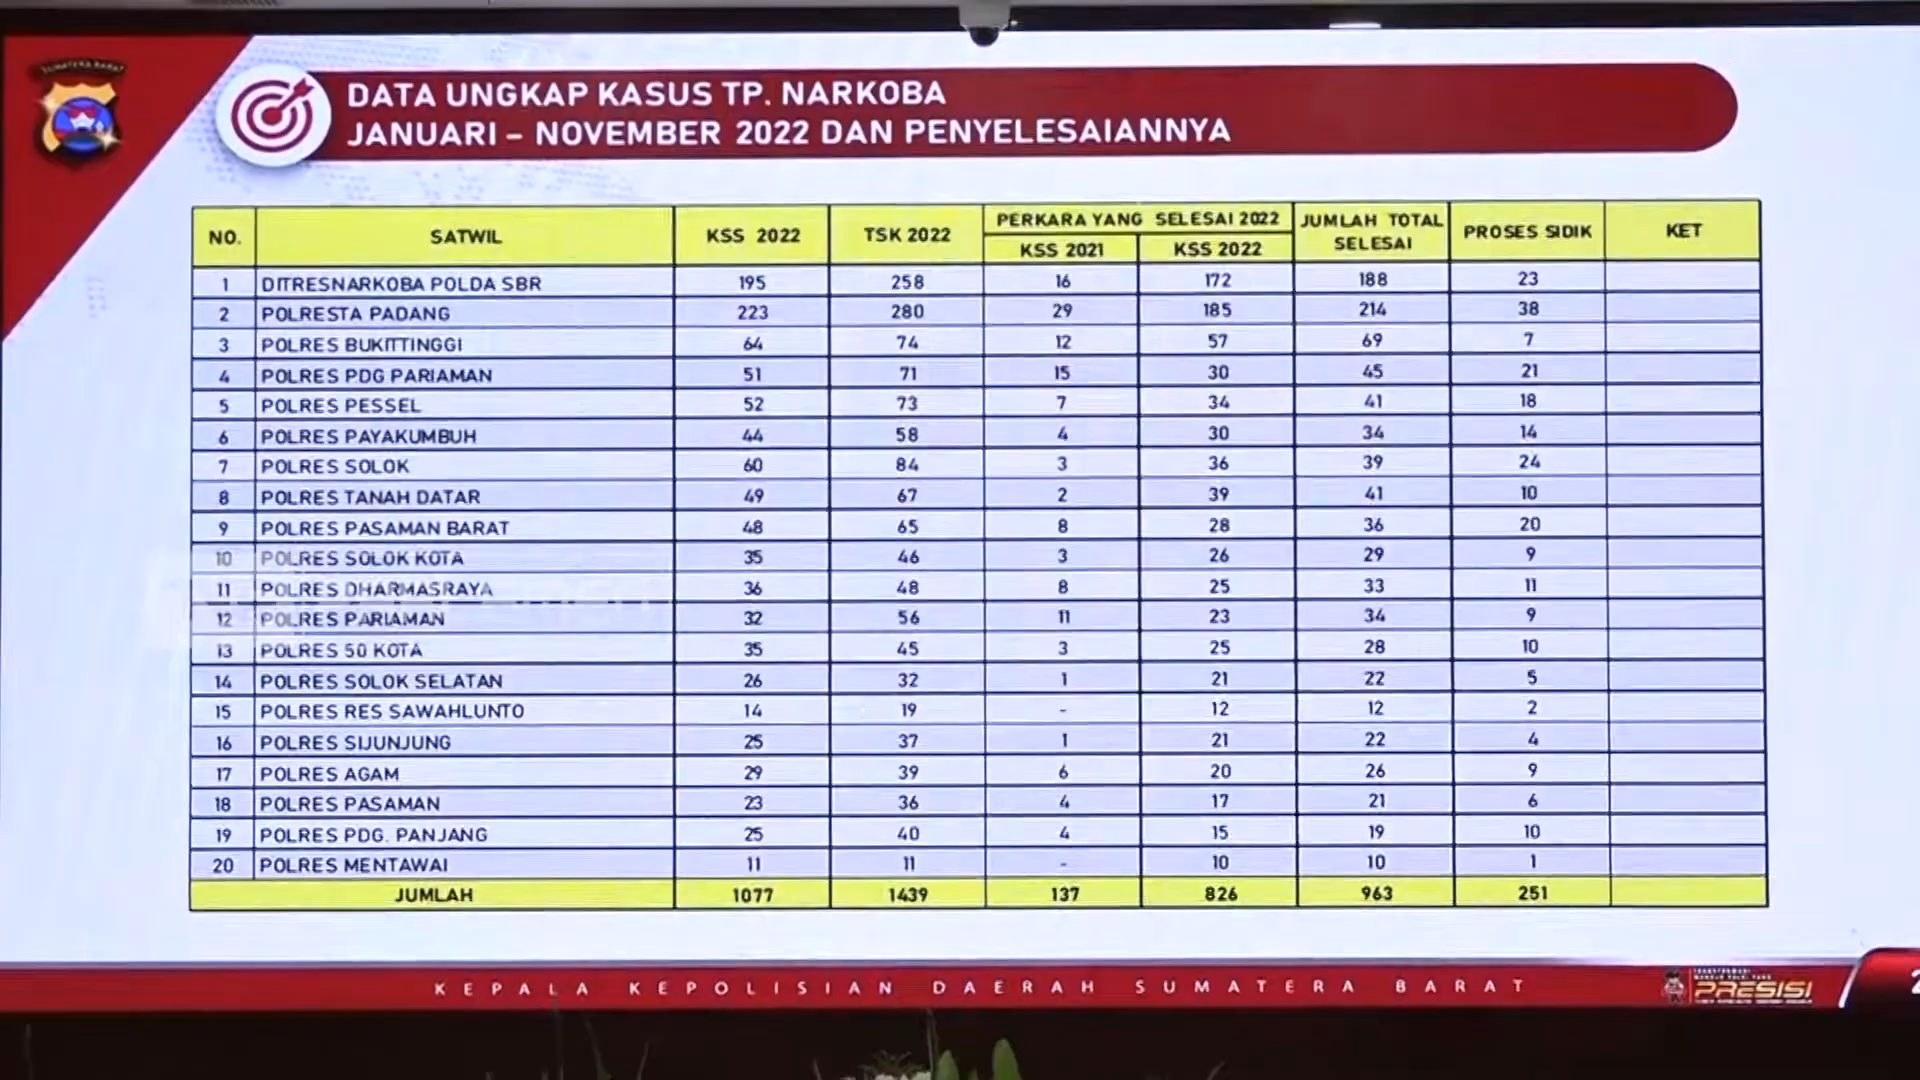 SUMATERA BARAT
DATA UNGKAP KASUS TP. NARKOBA
JANUARI – NOVEMBER 2022 DAN PENYELESAIANNYA
NO. SATWIL KSS 2022 TSK 2022 PERKARA YANG SELESAI 2022 JUMLAH TOTAL SELESAI PROSES SIDIK KET
KSS 2021 KSS 2022
1 DITRESNARKOBA POLDA SBR 195 258 16 172 188 23
2 POLRESTA PADANG 223 280 29 185 214 38
3 POLRES BUKITTINGGI 64 74 12 57 69 7
4 POLRES PDG PARIAMAN 51 71 15 30 45 21
5 POLRES PESSEL 52 73 7 34 41 18
6 POLRES PAYAKUMBUH 44 58 4 30 34 14
7 POLRES SOLOK 60 84 3 36 39 24
8 POLRES TANAH DATAR 49 67 2 39 41 10
9 POLRES PASAMAN BARAT 48 65 8 28 36 20
10 POLRES SOLOK KOTA 35 46 3 26 29 9
11 POLRES DHARMASRAYA 36 48 8 25 33 11
12 POLRES PARIAMAN 32 56 11 23 34 9
13 POLRES 50 KOTA 35 45 3 25 28 10
14 POLRES SOLOK SELATAN 26 32 1 21 22 5
15 POLRES RES SAWAHLUNTO 14 19 - 12 12 2
16 POLRES SIJUNJUNG 25 37 1 21 22 4
17 POLRES AGAM 29 39 6 20 26 9
18 POLRES PASAMAN 23 36 4 17 21 6
19 POLRES PDG. PANJANG 25 40 4 15 19 10
20 POLRES MENTAWAI 11 11 - 10 10 1
JUMLAH 1077 1439 137 826 963 251
KEPALA KEPOLISIAN DAERAH SUMATERA BARAT
PRESISI